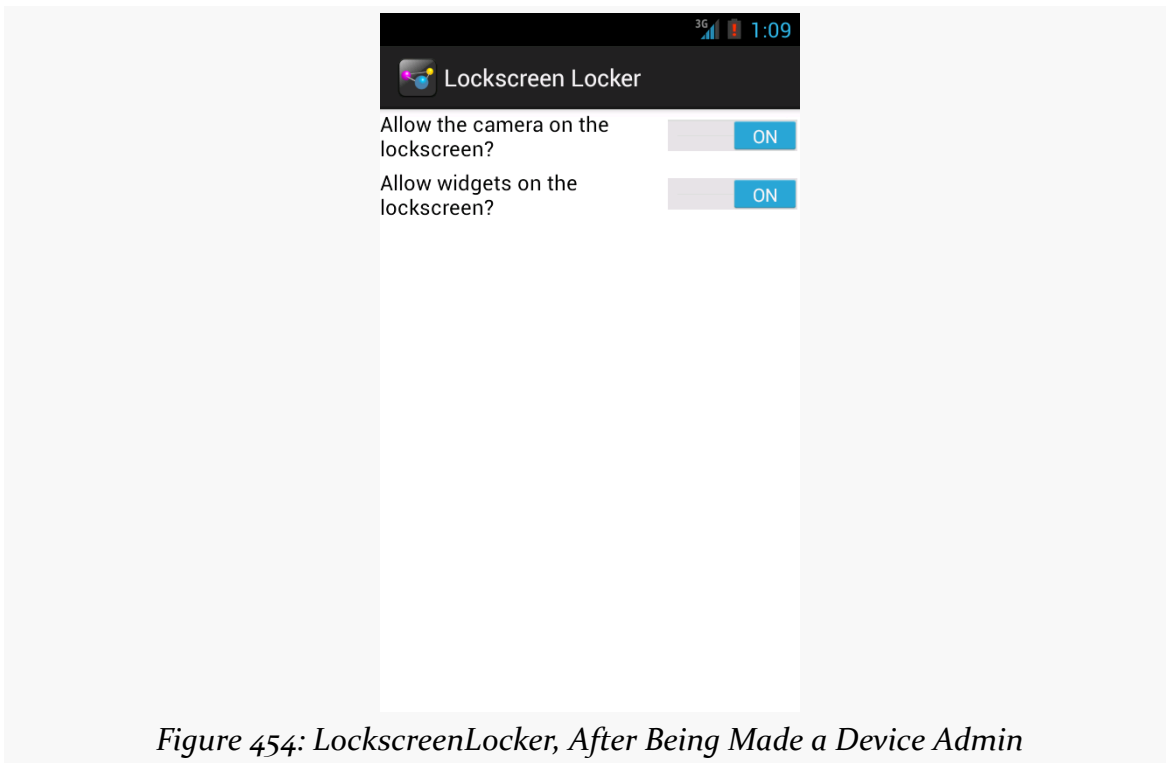 3G 1:09
Lockscreen Locker
Allow the camera on the
lockscreen?
ON
Allow widgets on the
lockscreen?
ON
Figure 454: LockscreenLocker, After Being Made a Device Admin